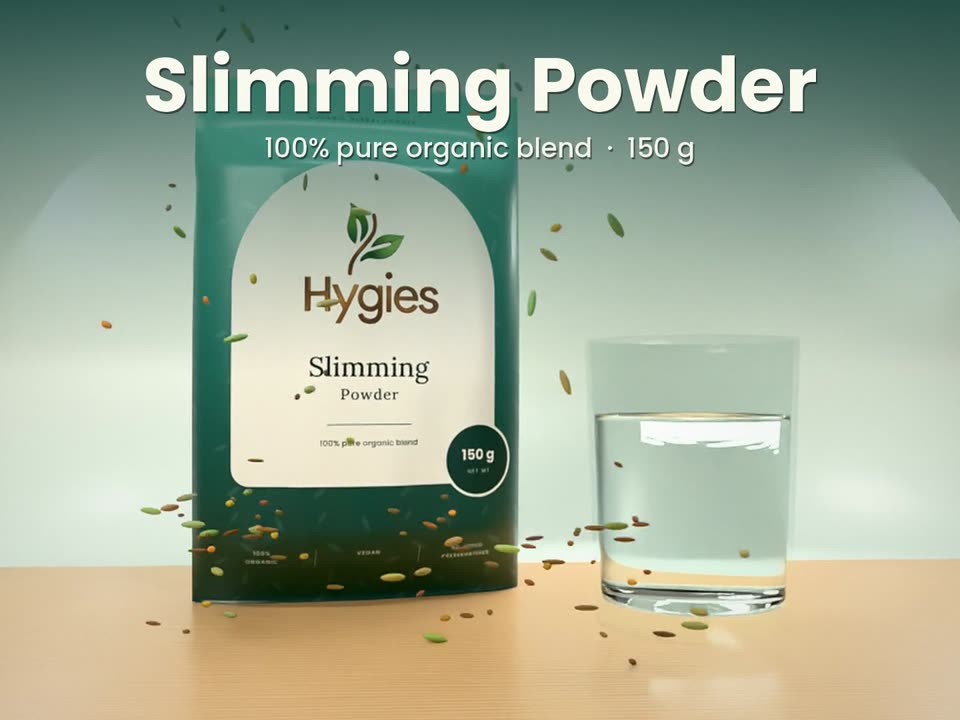 Slimming Powder
100% pure organic blend · 150 g
Hygies
Slimming
Powder
100% pure organic blend
150 g
NET WT
100%
ORGANIC
VEGAN
PRESERVATIVES